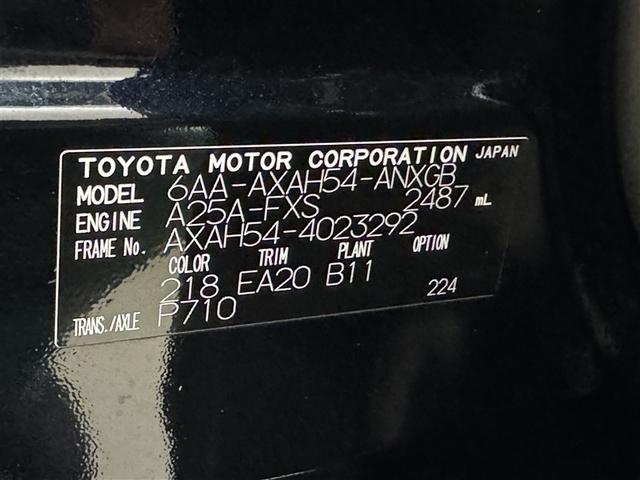 TOYOTA MOTOR CORPORATION JAPAN
MODEL 6AA-AXAH54-ANXGB
ENGINE A25A-FXS 2487 mL
FRAME No. AXAH54-4023292
COLOR TRIM PLANT OPTION
218 EA20 B11 224
TRANS./AXLE P710